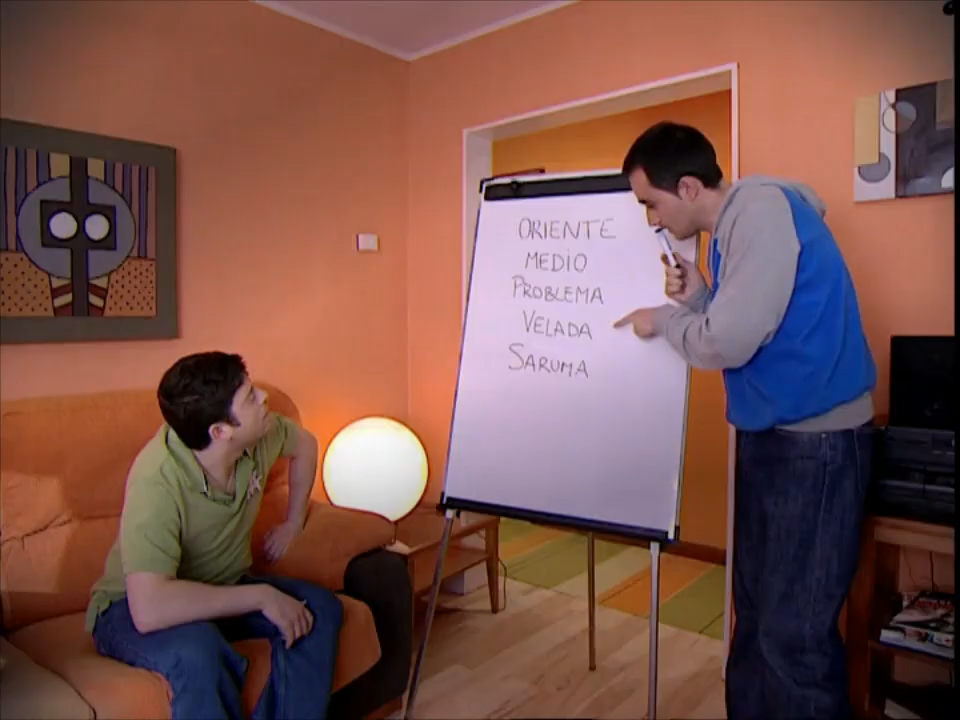 ORIENTE
MEDIO
PROBLEMA
VELADA
SARUMA